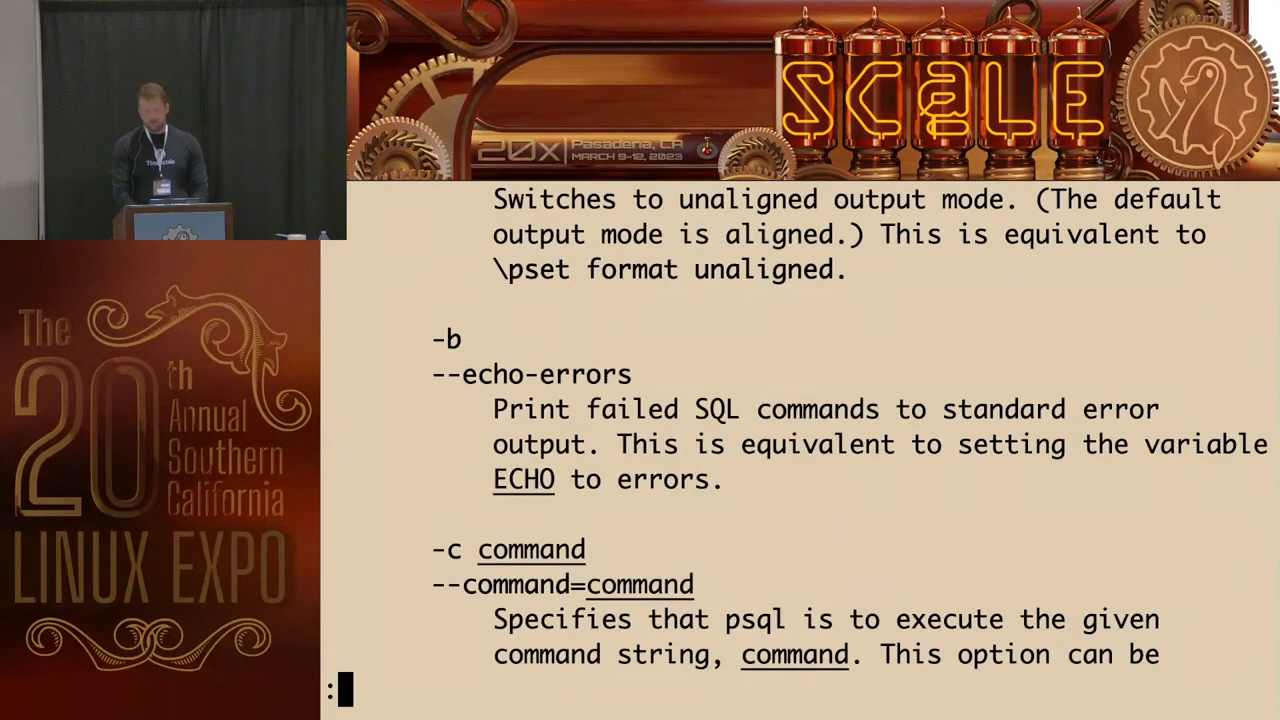 SC@LE
20x
Pasadena, CA
MARCH 9-12, 2023
The
20th
Annual
Southern
California
LINUX EXPO
Switches to unaligned output mode. (The default
output mode is aligned.) This is equivalent to
\pset format unaligned.
-b
--echo-errors
Print failed SQL commands to standard error
output. This is equivalent to setting the variable
ECHO to errors.
-c command
--command=command
Specifies that psql is to execute the given
command string, command. This option can be
: